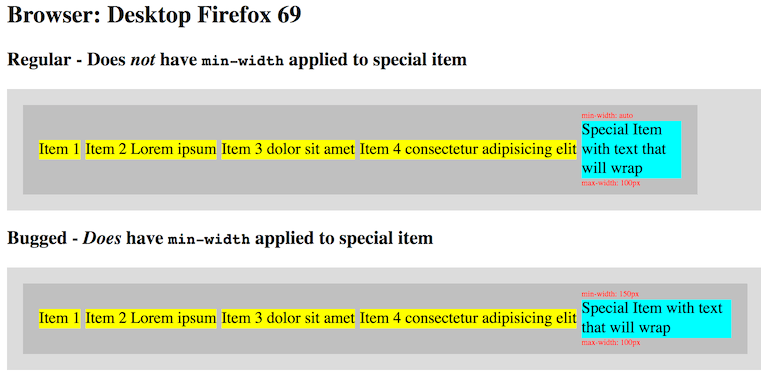 Browser: Desktop Firefox 69
Regular - Does not have min-width applied to special item
min-width: auto
Item 1 Item 2 Lorem ipsum Item 3 dolor sit amet Item 4 consectetur adipisicing elit
Special Item
with text that
will wrap
max-width: 100px
Bugged - Does have min-width applied to special item
min-width: 150px
Item 1 Item 2 Lorem ipsum Item 3 dolor sit amet Item 4 consectetur adipisicing elit
Special Item with text
that will wrap
max-width: 100px